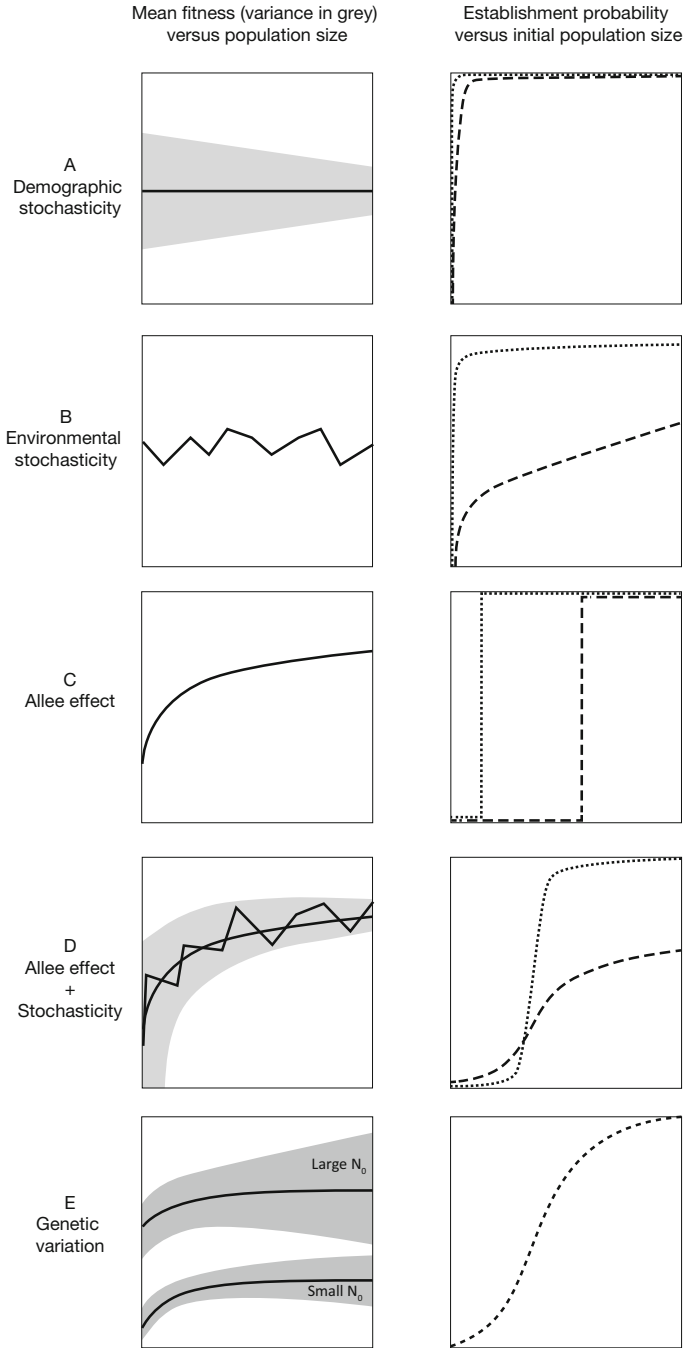 Mean fitness (variance in grey)
versus population size
Establishment probability
versus initial population size
A
Demographic
stochasticity
B
Environmental
stochasticity
C
Allee effect
D
Allee effect
+
Stochasticity
E
Genetic
variation
Large N₀
Small N₀